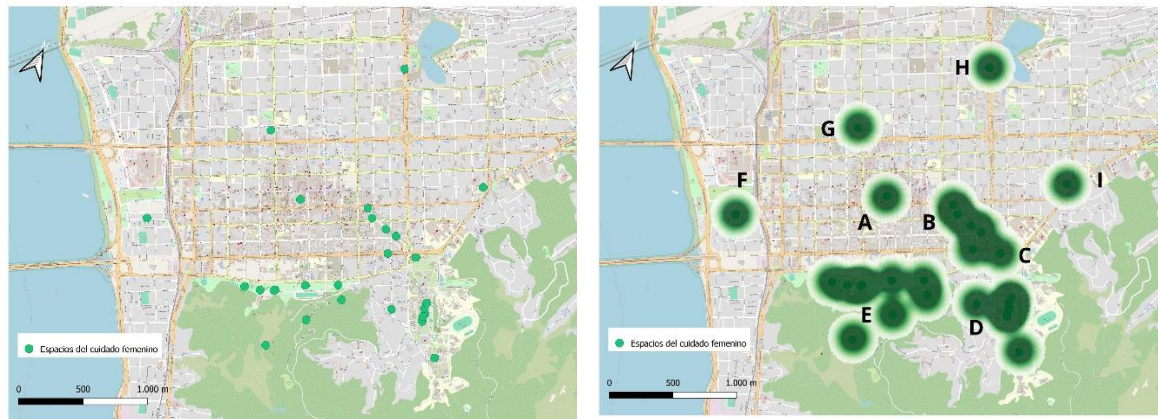 Espacios del cuidado femenino
0 500 1.000 m
H
G
F
I
A
B
C
E
D
Espacios del cuidado femenino
0 500 1.000 m